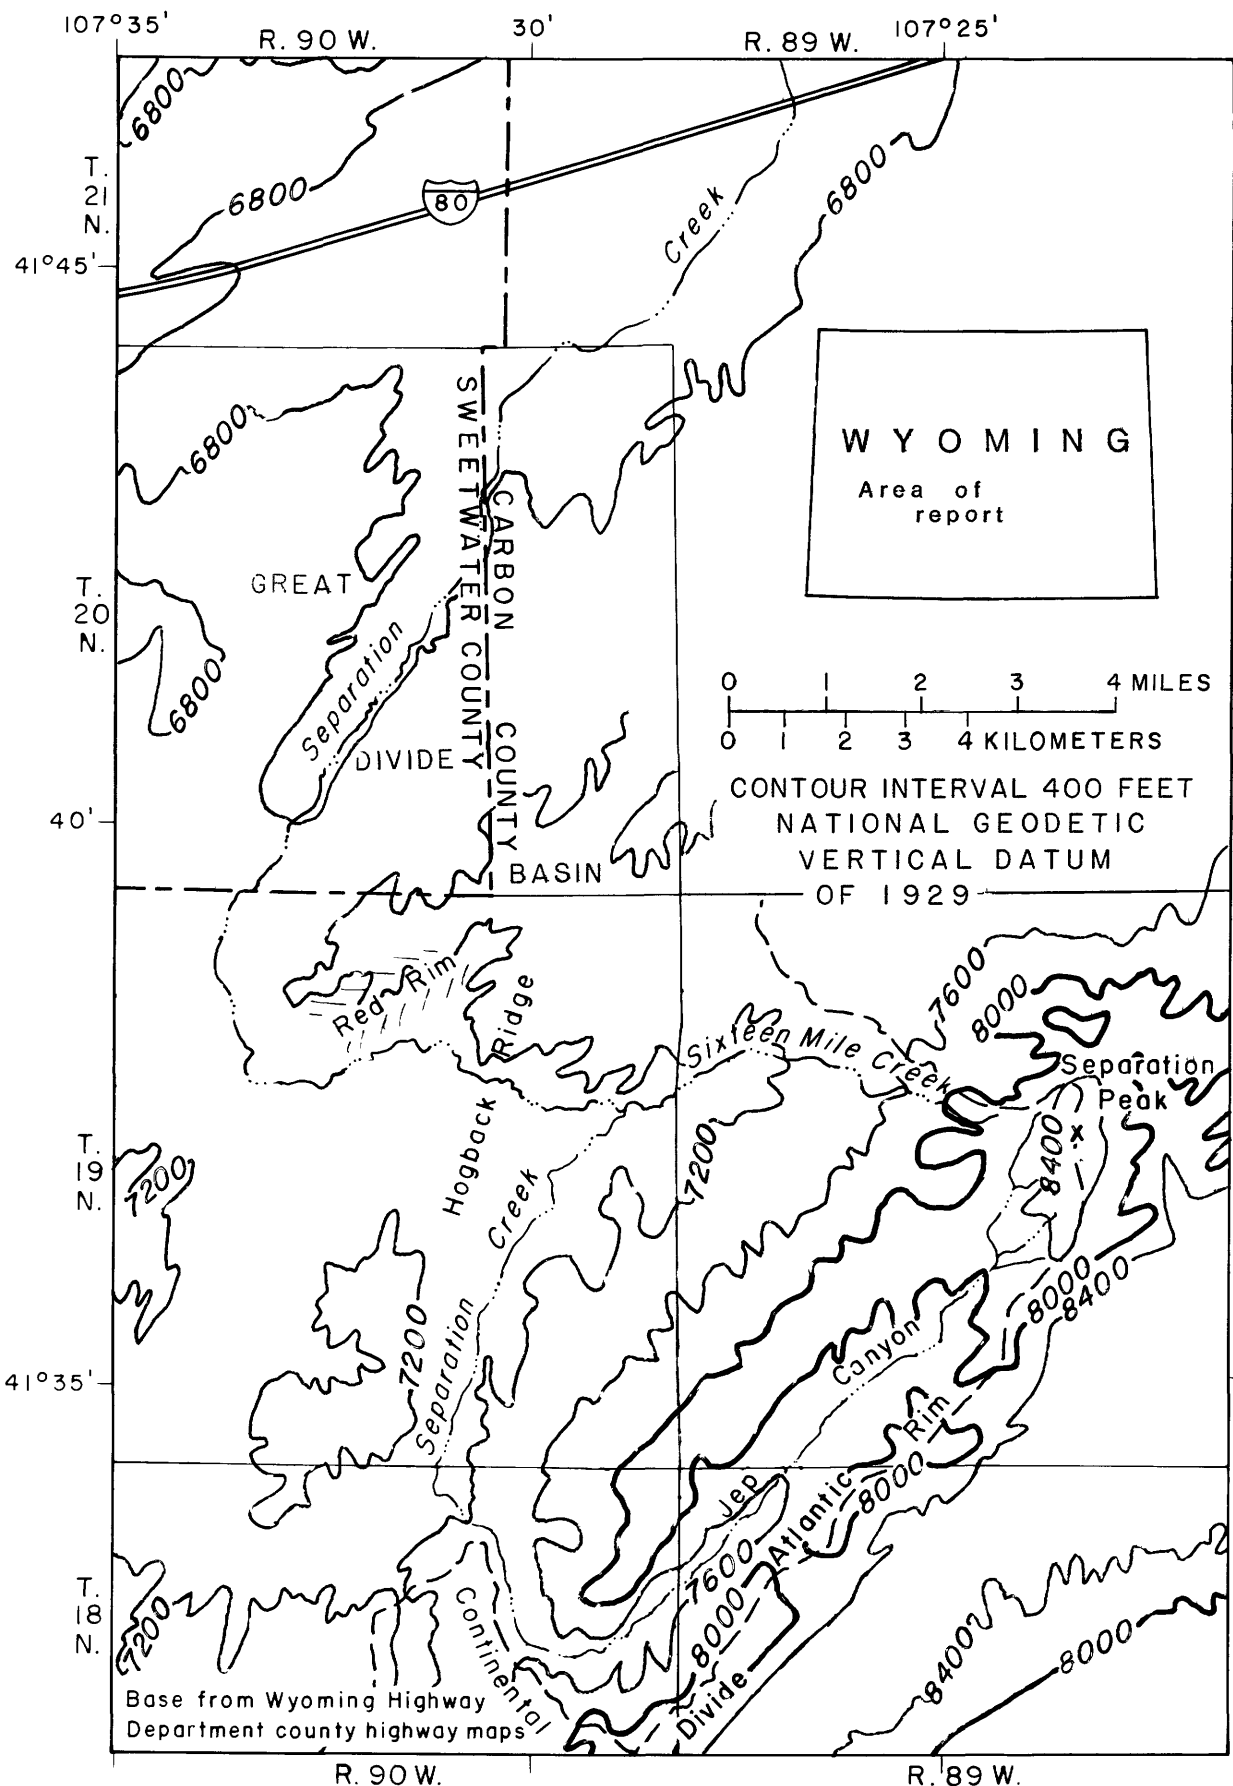 107°35'
30'
107°25'
R. 90 W.
R. 89 W.
6800
T.
21
N.
6800
80
6800
Creek
41°45'
SWEETWATER COUNTY
CARBON COUNTY
WYOMING
Area of
report
6800
GREAT
T.
20
N.
Separation
6800
DIVIDE
0 1 2 3 4 MILES
0 1 2 3 4 KILOMETERS
CONTOUR INTERVAL 400 FEET
NATIONAL GEODETIC
VERTICAL DATUM
OF 1929
40'
BASIN
7600
8000
Red Rim
Ridge
Hogback
Sixteen Mile Creek
Separation
Peak
x
8400
T.
19
N.
7200
7200
Creek
Separation
7200
8000
8400
Canyon
41°35'
Rim
8000
Jep
Atlantic
7600
8000
T.
18
N.
7200
Continental
Divide
8400
8000
Base from Wyoming Highway
Department county highway maps
R. 90 W.
R. 89 W.